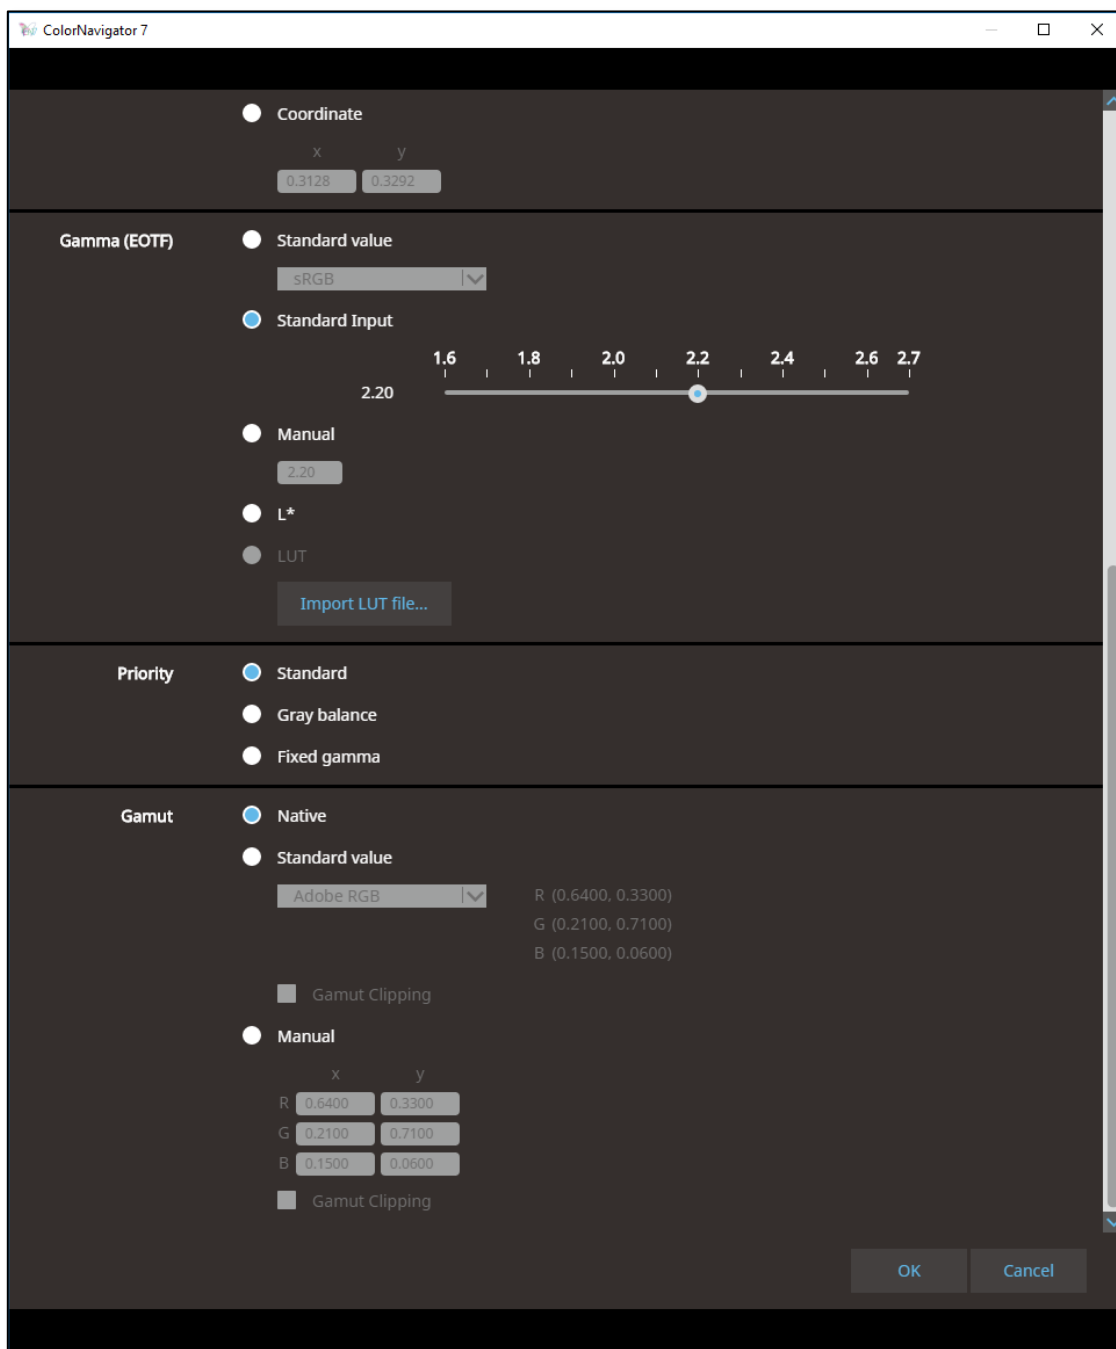 ColorNavigator 7
Coordinate
x y
0.3128 0.3292
Gamma (EOTF) Standard value
sRGB
Standard Input
1.6 1.8 2.0 2.2 2.4 2.6 2.7
2.20
Manual
2.20
L*
LUT
Import LUT file...
Priority Standard
Gray balance
Fixed gamma
Gamut Native
Standard value
Adobe RGB R (0.6400, 0.3300)
G (0.2100, 0.7100)
B (0.1500, 0.0600)
Gamut Clipping
Manual
x y
R 0.6400 0.3300
G 0.2100 0.7100
B 0.1500 0.0600
Gamut Clipping
OK Cancel